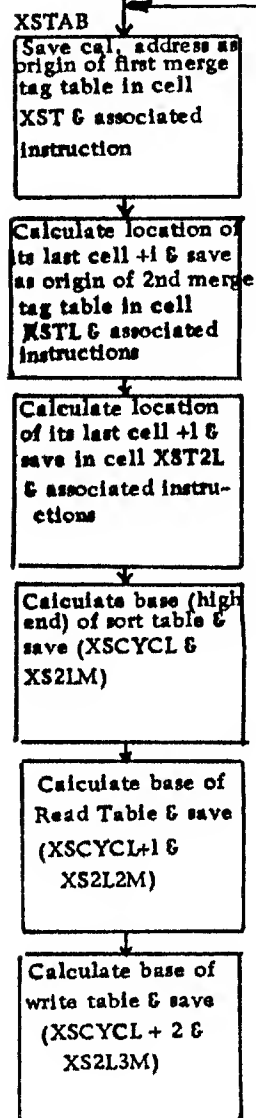 XSTAB
Save cal. address as
origin of first merge
tag table in cell
XST & associated
instruction
Calculate location of
its last cell +1 & save
as origin of 2nd merge
tag table in cell
XSTL & associated
instructions
Calculate location
of its last cell +1 &
save in cell XST2L
& associated instru-
ctions
Calculate base (high
end) of sort table &
save (XSCYCL &
XS2LM)
Calculate base of
Read Table & save
(XSCYCL+1 &
XS2L2M)
Calculate base of
write table & save
(XSCYCL + 2 &
XS2L3M)